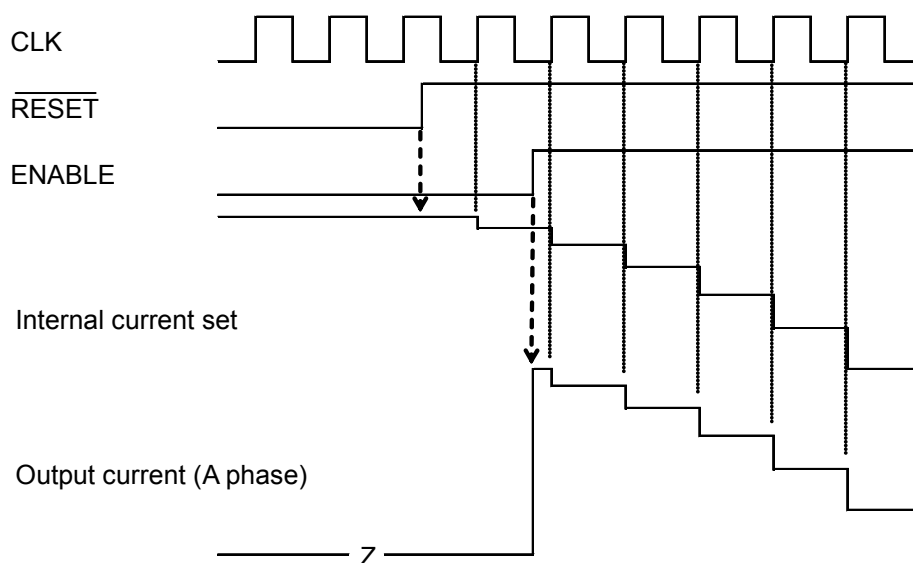 CLK
RESET
ENABLE
Internal current set
Output current (A phase)
Z